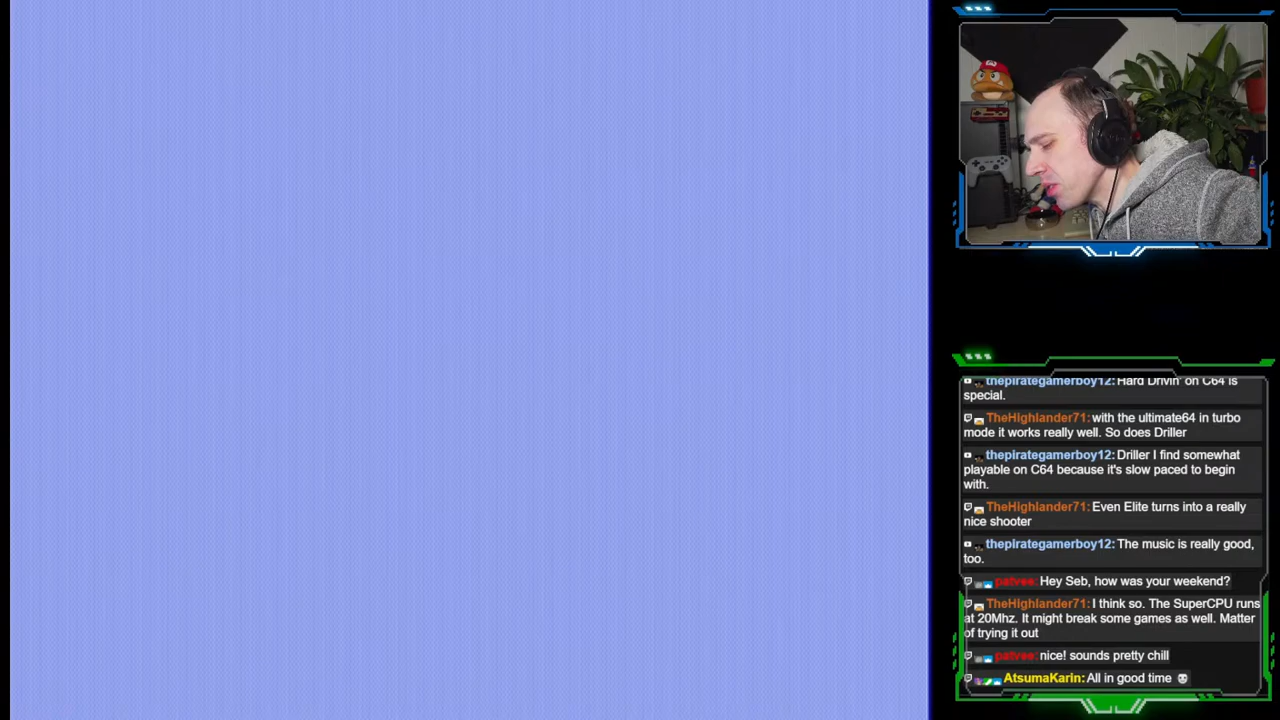 thepirategamerboy12: Hard Drivin' on C64 is
special.
TheHighlander71: with the ultimate64 in turbo
mode it works really well. So does Driller
thepirategamerboy12: Driller I find somewhat
playable on C64 because it's slow paced to begin
with.
TheHighlander71: Even Elite turns into a really
nice shooter
thepirategamerboy12: The music is really good,
too.
patvee: Hey Seb, how was your weekend?
TheHighlander71: I think so. The SuperCPU runs
at 20Mhz. It might break some games as well. Matter
of trying it out
patvee: nice! sounds pretty chill
AtsumaKarin: All in good time